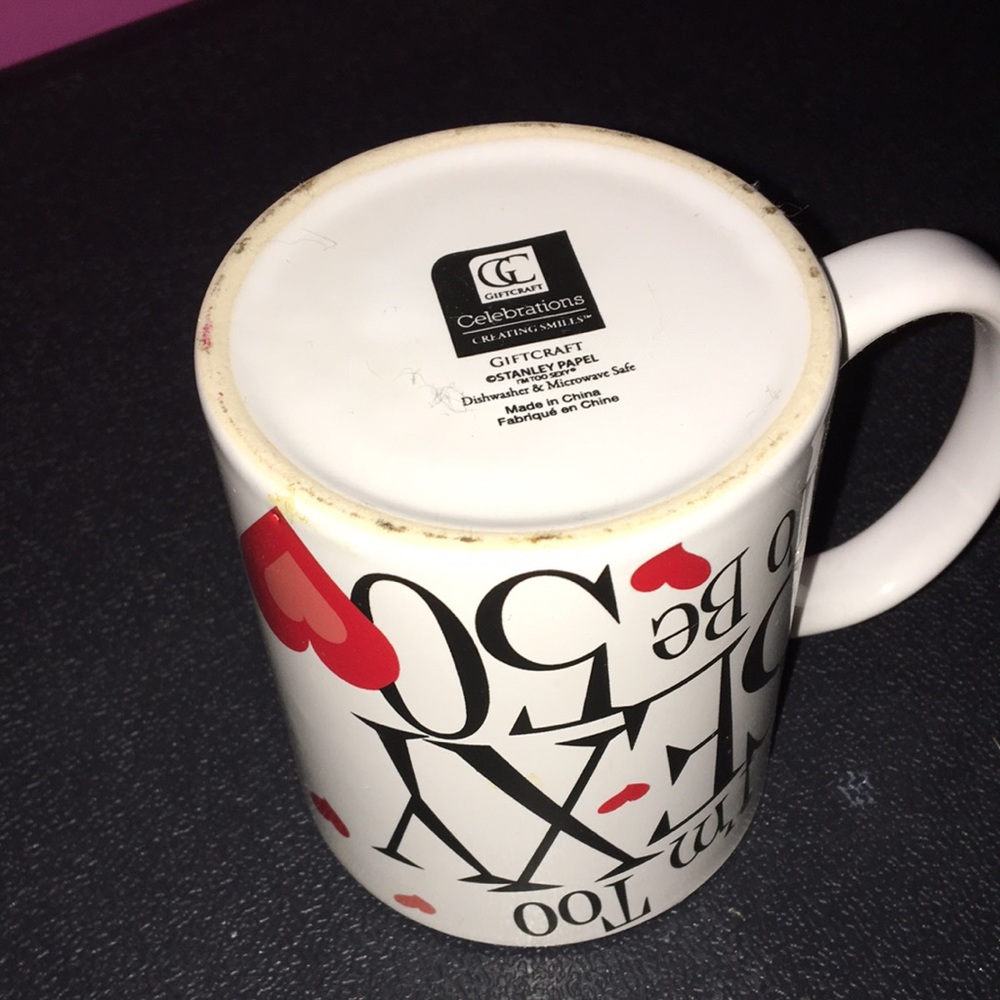 GC
GIFTCRAFT
Celebrations
CREATING SMILES™
GIFTCRAFT
©STANLEY PAPEL
I'M TOO SEXY®
Dishwasher & Microwave Safe
Made in China
Fabriqué en Chine
I'm Too
SEXY
To Be 50